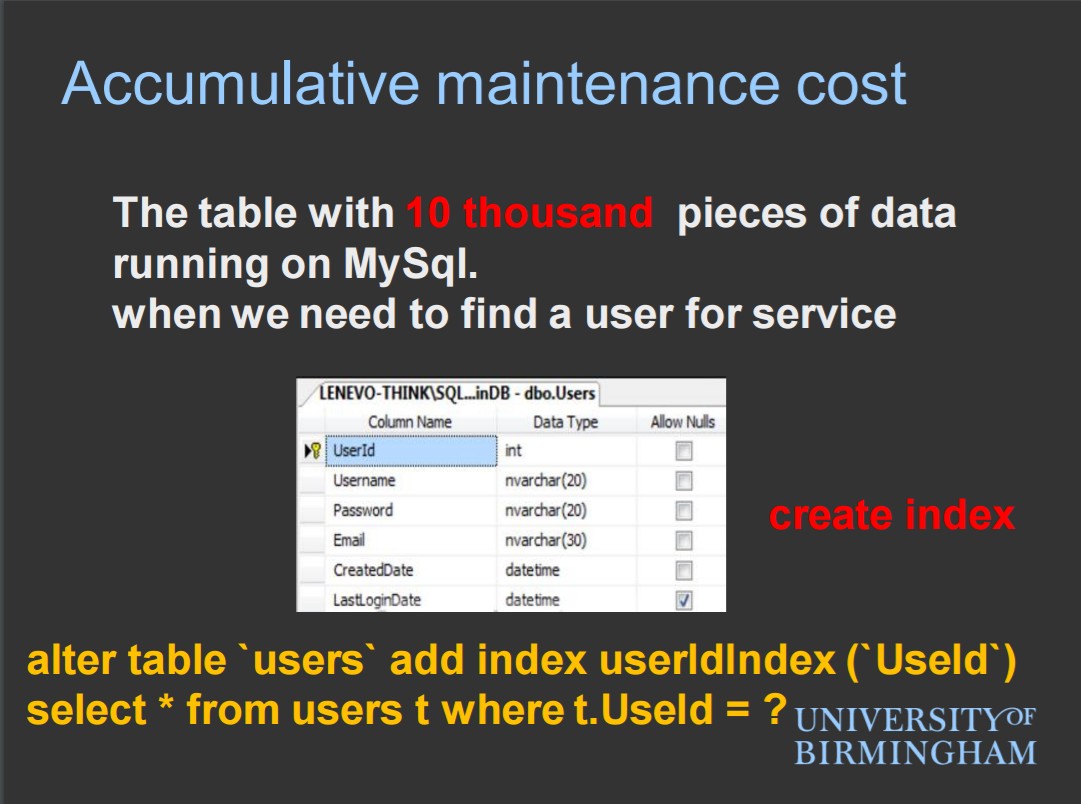 Accumulative maintenance cost
The table with 10 thousand pieces of data
running on MySql.
when we need to find a user for service
LENEVO-THINK\SQL...inDB - dbo.Users
Column Name Data Type Allow Nulls
UserId int
Username nvarchar(20)
Password nvarchar(20)
Email nvarchar(30)
CreatedDate datetime
LastLoginDate datetime
create index
alter table `users` add index userIdIndex (`UseId`)
select * from users t where t.UseId = ?
UNIVERSITY OF
BIRMINGHAM